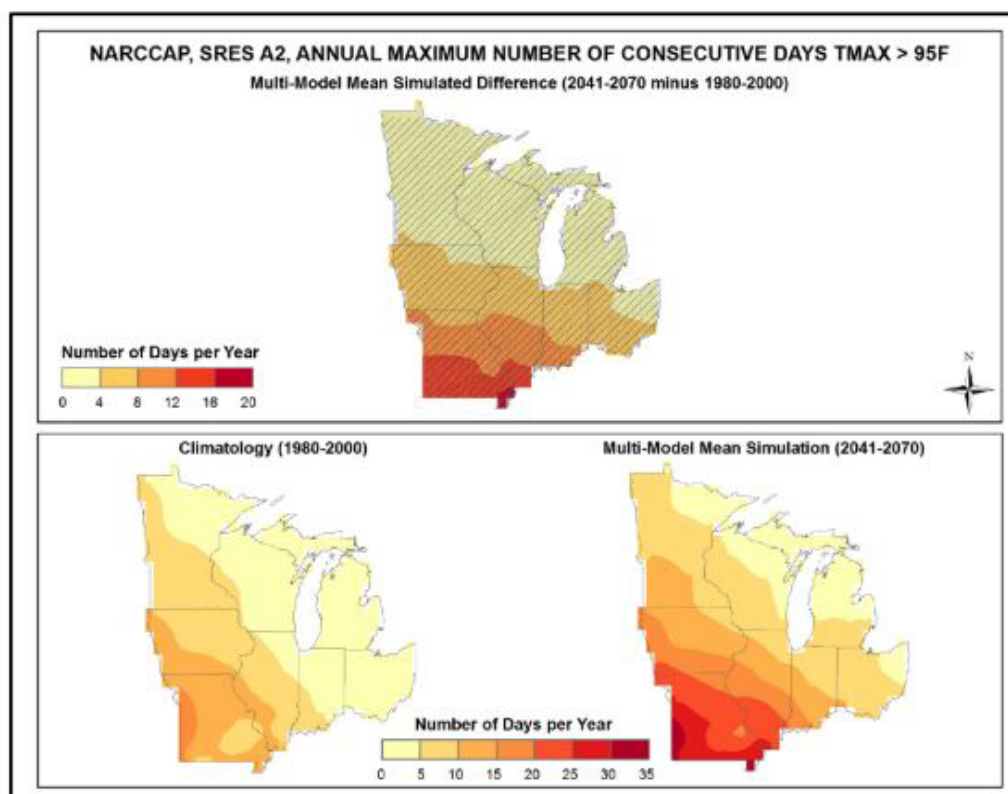 NARCCAP, SRES A2, ANNUAL MAXIMUM NUMBER OF CONSECUTIVE DAYS TMAX > 95F
Multi-Model Mean Simulated Difference (2041-2070 minus 1980-2000)
Number of Days per Year
0 4 8 12 16 20
N
Climatology (1980-2000)
Multi-Model Mean Simulation (2041-2070)
Number of Days per Year
0 5 10 15 20 25 30 35